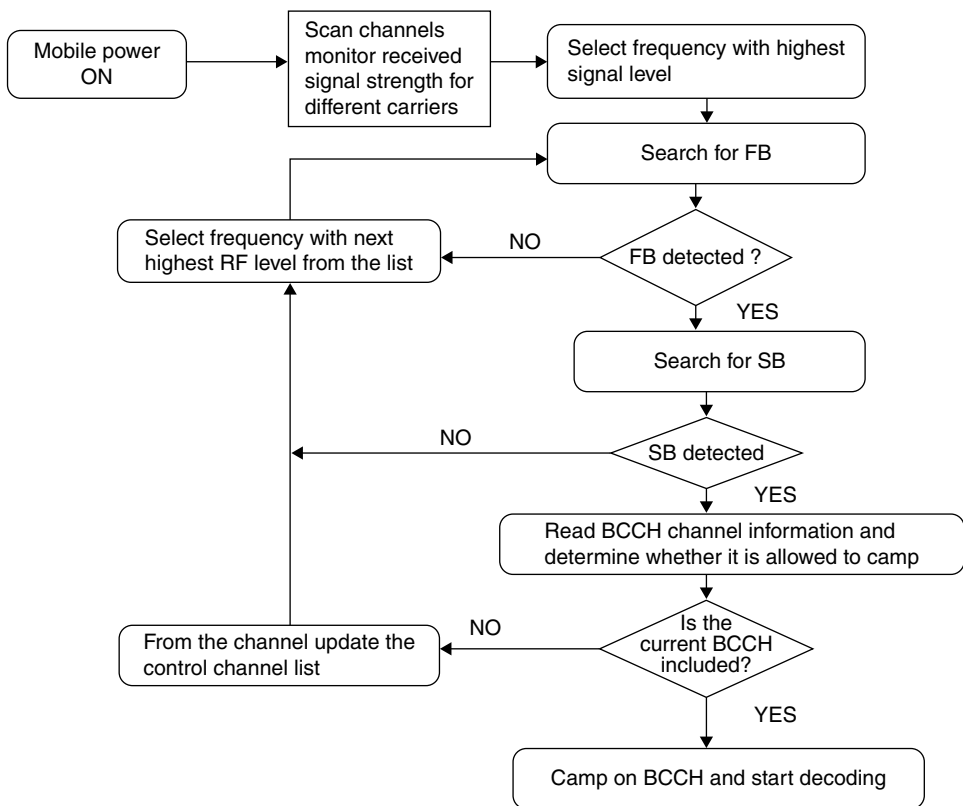 Mobile power
ON
Scan channels
monitor received
signal strength for
different carriers
Select frequency with highest
signal level
Search for FB
Select frequency with next
highest RF level from the list
NO
FB detected ?
YES
Search for SB
NO
SB detected
YES
Read BCCH channel information and
determine whether it is allowed to camp
From the channel update the
control channel list
NO
Is the
current BCCH
included?
YES
Camp on BCCH and start decoding